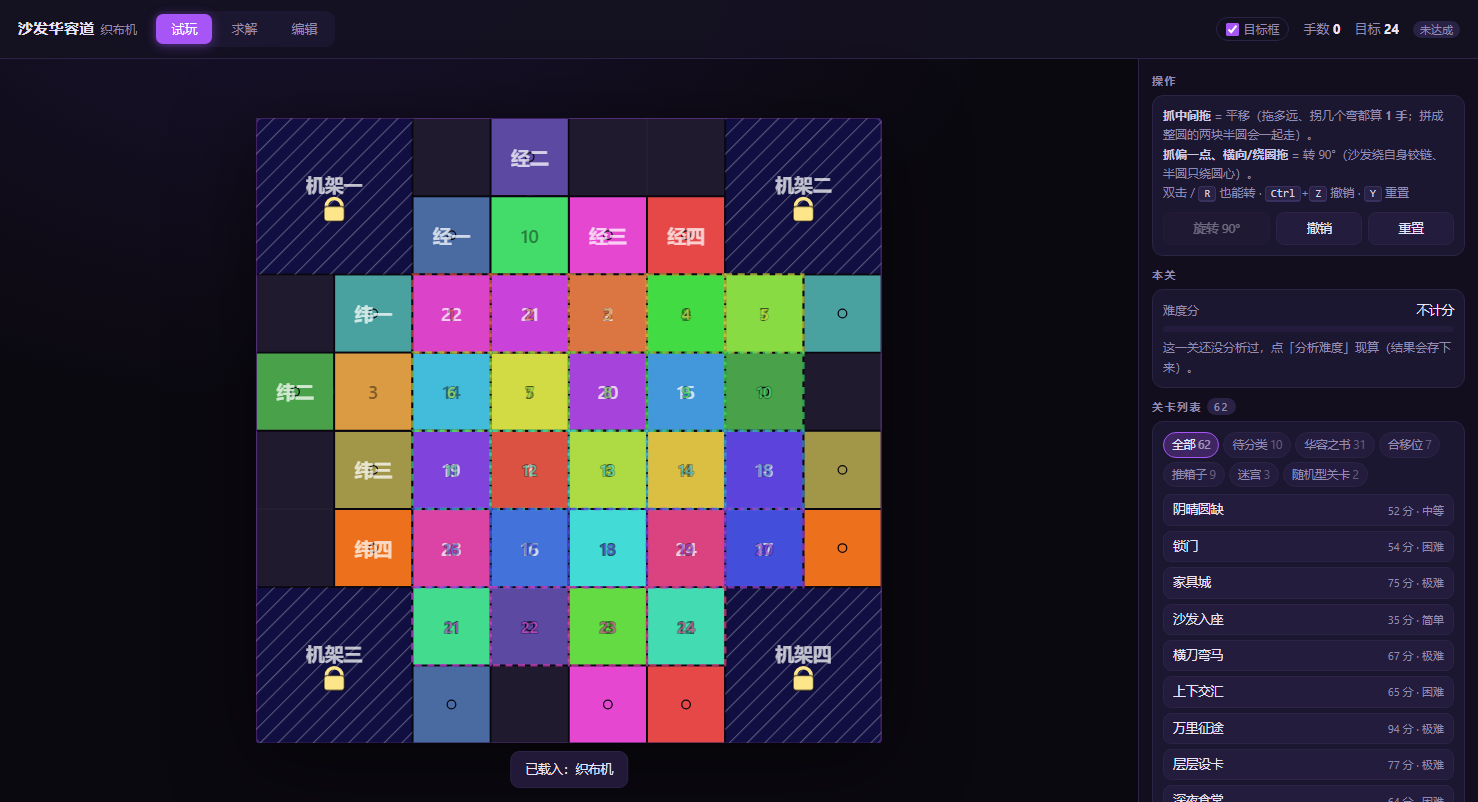 沙发华容道 织布机 试玩 求解 编辑 目标框 手数 0 目标 24 未达成
操作
抓中间拖 = 平移（拖多远、拐几个弯都算 1 手；拼成
整圆的两块半圆会一起走）。
抓偏一点、横向/绕圆拖 = 转 90°（沙发绕自身铰链、
半圆只绕圆心）。
双击 / R 也能转 · Ctrl + Z 撤销 · Y 重置
旋转 90° 撤销 重置
本关
难度分 不计分
这一关还没分析过，点「分析难度」现算（结果会存下
来）。
关卡列表 62
全部 62 待分类 10 华容之书 31 合移位 7
推箱子 9 迷宫 3 随机型关卡 2
阴晴圆缺 52 分 · 中等
锁门 54 分 · 困难
家具城 75 分 · 极难
沙发入座 35 分 · 简单
横刀弯马 67 分 · 极难
上下交汇 65 分 · 困难
万里征途 94 分 · 极难
层层设卡 77 分 · 极难
机架一 经二 机架二
经一 10 经三 经四
纬一 22 21 2 4 5
纬二 3 14 20 15 10
纬三 19 13 14 18
纬四 23 16 18 24 17
机架三 21 22 23 机架四
已载入：织布机